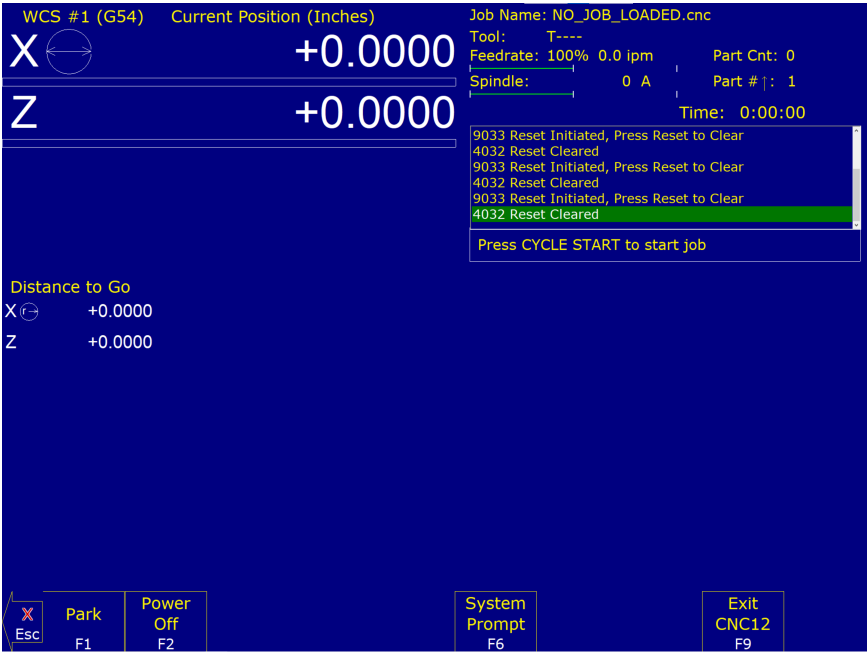 WCS #1 (G54) Current Position (Inches)
X +0.0000
Z +0.0000
Job Name: NO_JOB_LOADED.cnc
Tool: T----
Feedrate: 100% 0.0 ipm Part Cnt: 0
Spindle: 0 A Part #↑: 1
Time: 0:00:00
9033 Reset Initiated, Press Reset to Clear
4032 Reset Cleared
9033 Reset Initiated, Press Reset to Clear
4032 Reset Cleared
9033 Reset Initiated, Press Reset to Clear
4032 Reset Cleared
Press CYCLE START to start job
Distance to Go
X r +0.0000
Z +0.0000
X
Esc
Park
F1
Power
Off
F2
System
Prompt
F6
Exit
CNC12
F9